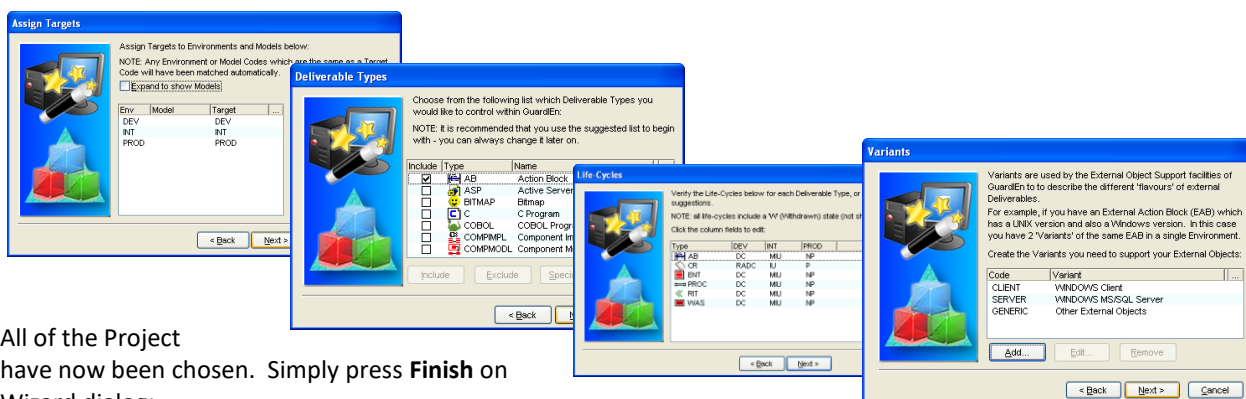 Assign Targets
Assign Targets to Environments and Models below:
NOTE: Any Environment or Model Codes which are the same as a Target
Code will have been matched automatically.
Expand to show Models
Env Model Target ...
DEV DEV
INT INT
PROD PROD
< Back Next >
Deliverable Types
Choose from the following list which Deliverable Types you
would like to control within GuardIEn:
NOTE: it is recommended that you use the suggested list to begin
with - you can always change it later on.
Include Type Name
AB Action Block
ASP Active Server
BITMAP Bitmap
C C Program
COBOL COBOL Progr
COMPIMPL Component Im
COMPMODL Component M
Include Exclude Speci
< Back
Life-Cycles
Verify the Life-Cycles below for each Deliverable Type, or
suggestions.
NOTE: all life-cycles include a 'W' (Withdrawn) state (not sh
Click the column fields to edit:
Type DEV INT PROD
AB DC MIU NP
CR RADC IU P
ENT DC MIU NP
PROC DC MIU NP
RIT DC MIU NP
WAS DC MIU NP
< Back Next >
Variants
Variants are used by the External Object Support facilities of
GuardIEn to to describe the different 'flavours' of external
Deliverables.
For example, if you have an External Action Block (EAB) which
has a UNIX version and also a Windows version. In this case
you have 2 'Variants' of the same EAB in a single Environment.
Create the Variants you need to support your External Objects:
Code Variant ...
CLIENT WINDOWS Client
SERVER WINDOWS MS/SQL Server
GENERIC Other External Objects
Add... Edit... Remove
< Back Next > Cancel
All of the Project
have now been chosen. Simply press Finish on
Wizard dialog: